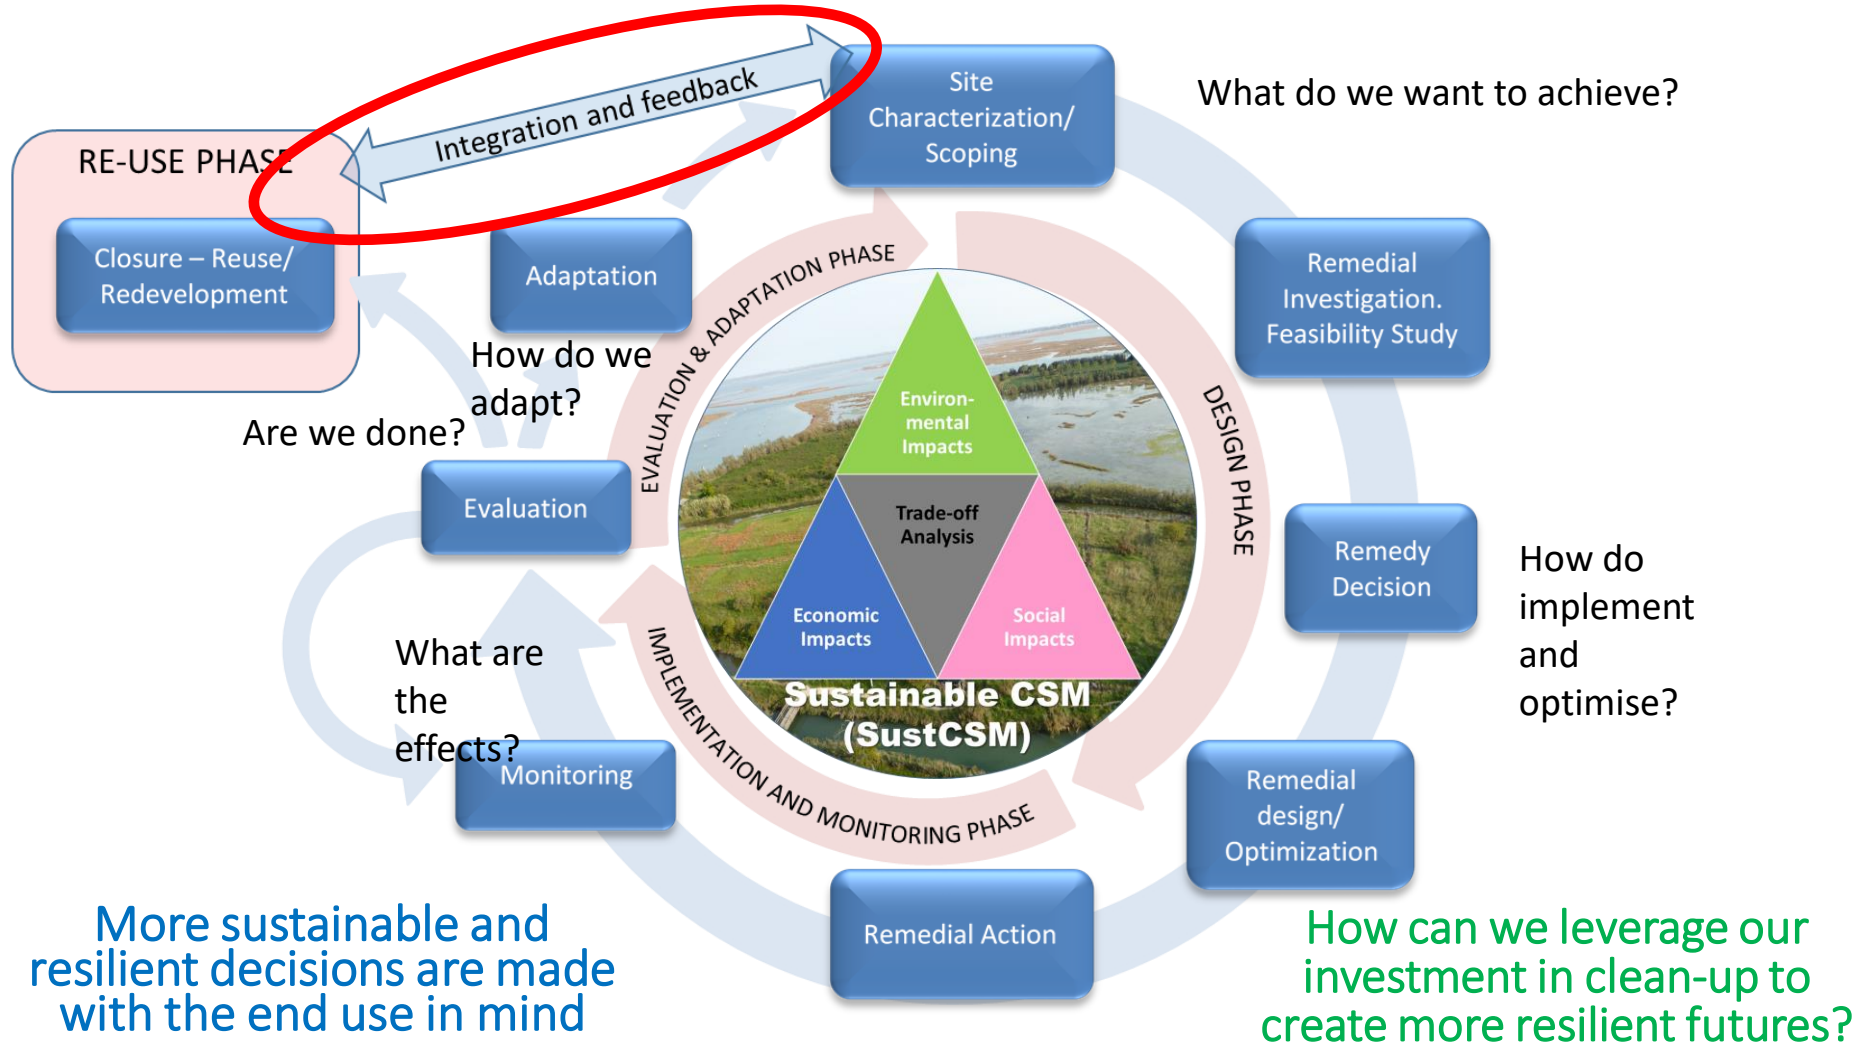 Integration and feedback
Site
Characterization/
Scoping
What do we want to achieve?
RE-USE PHASE
Closure – Reuse/
Redevelopment
Adaptation
How do we
adapt?
Are we done?
Evaluation
EVALUATION & ADAPTATION PHASE
Remedial
Investigation.
Feasibility Study
DESIGN PHASE
Environ-
mental
Impacts
Trade-off
Analysis
Economic
Impacts
Social
Impacts
Sustainable CSM
(SustCSM)
Remedy
Decision
How do
implement
and
optimise?
What are
the
effects?
Monitoring
IMPLEMENTATION AND MONITORING PHASE
Remedial
design/
Optimization
Remedial Action
More sustainable and
resilient decisions are made
with the end use in mind
How can we leverage our
investment in clean-up to
create more resilient futures?